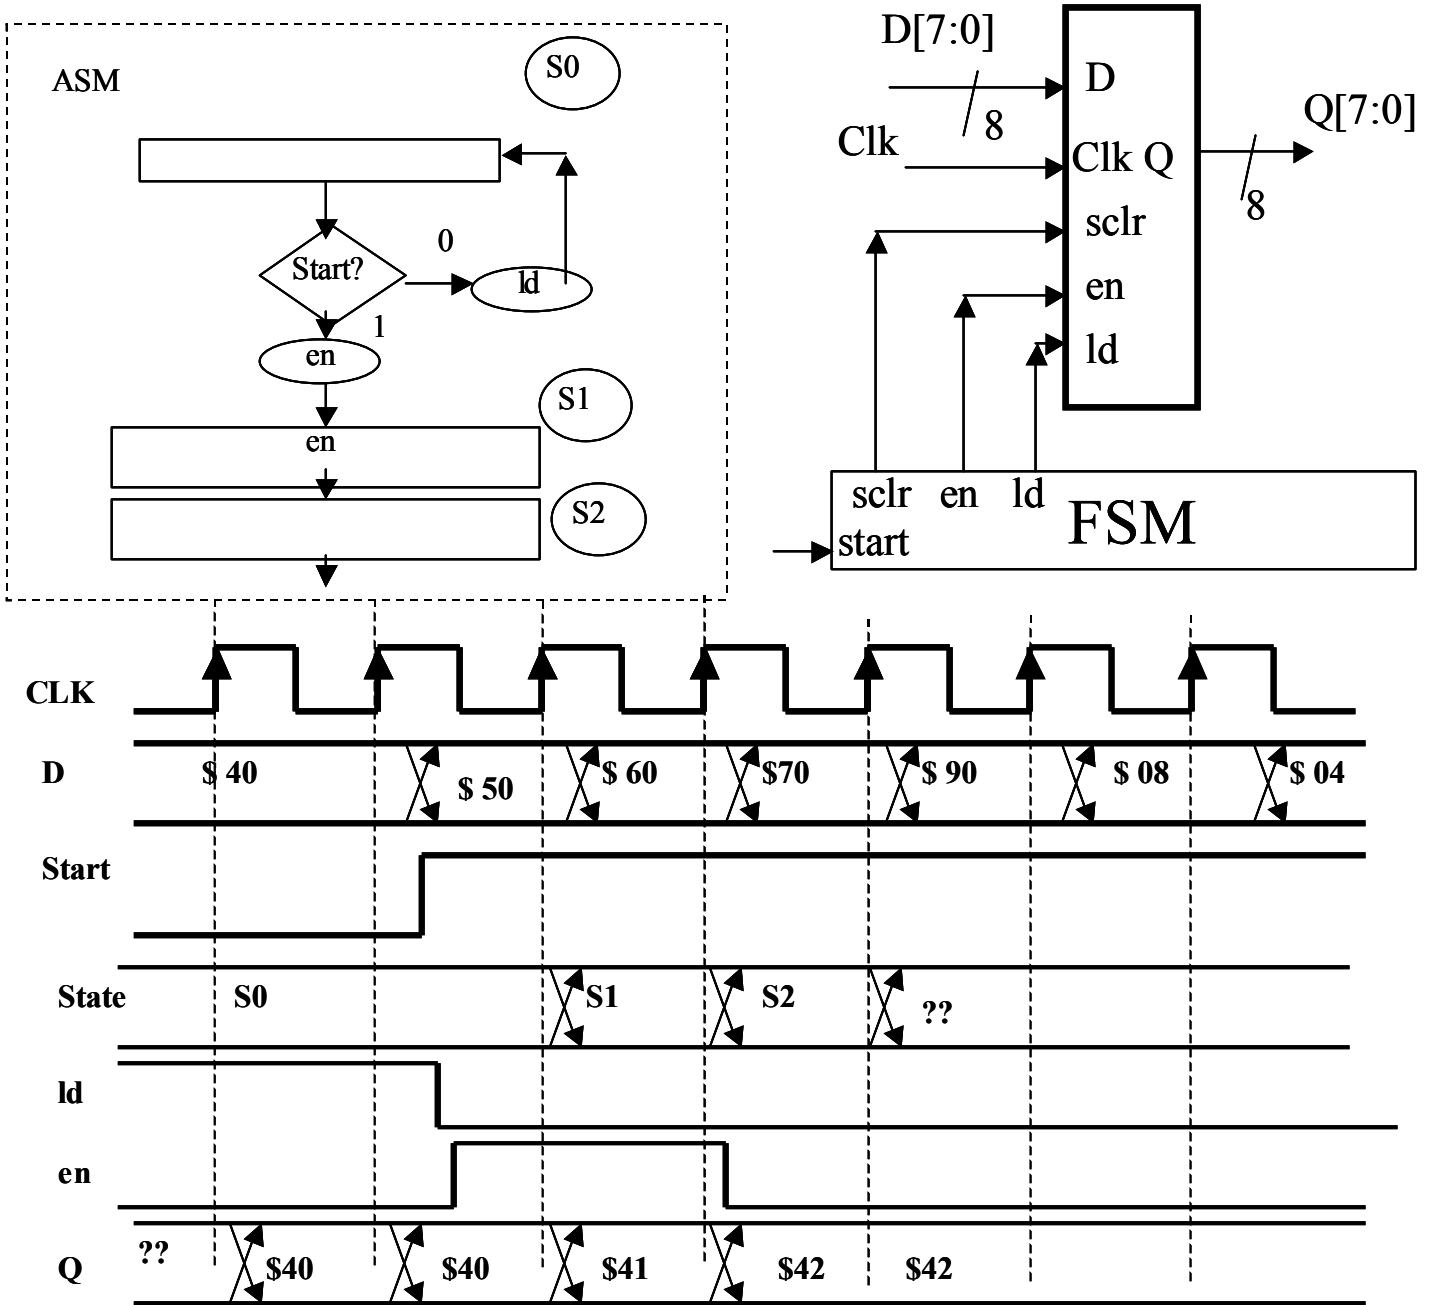 ASM
S0
Start?
0
ld
1
en
S1
en
S2
D[7:0]
D
8
Clk
Clk Q
Q[7:0]
8
sclr
en
ld
sclr en ld
FSM
start
CLK
D $ 40 $ 50 $ 60 $70 $ 90 $ 08 $ 04
Start
State S0 S1 S2 ??
ld
en
Q ?? $40 $40 $41 $42 $42